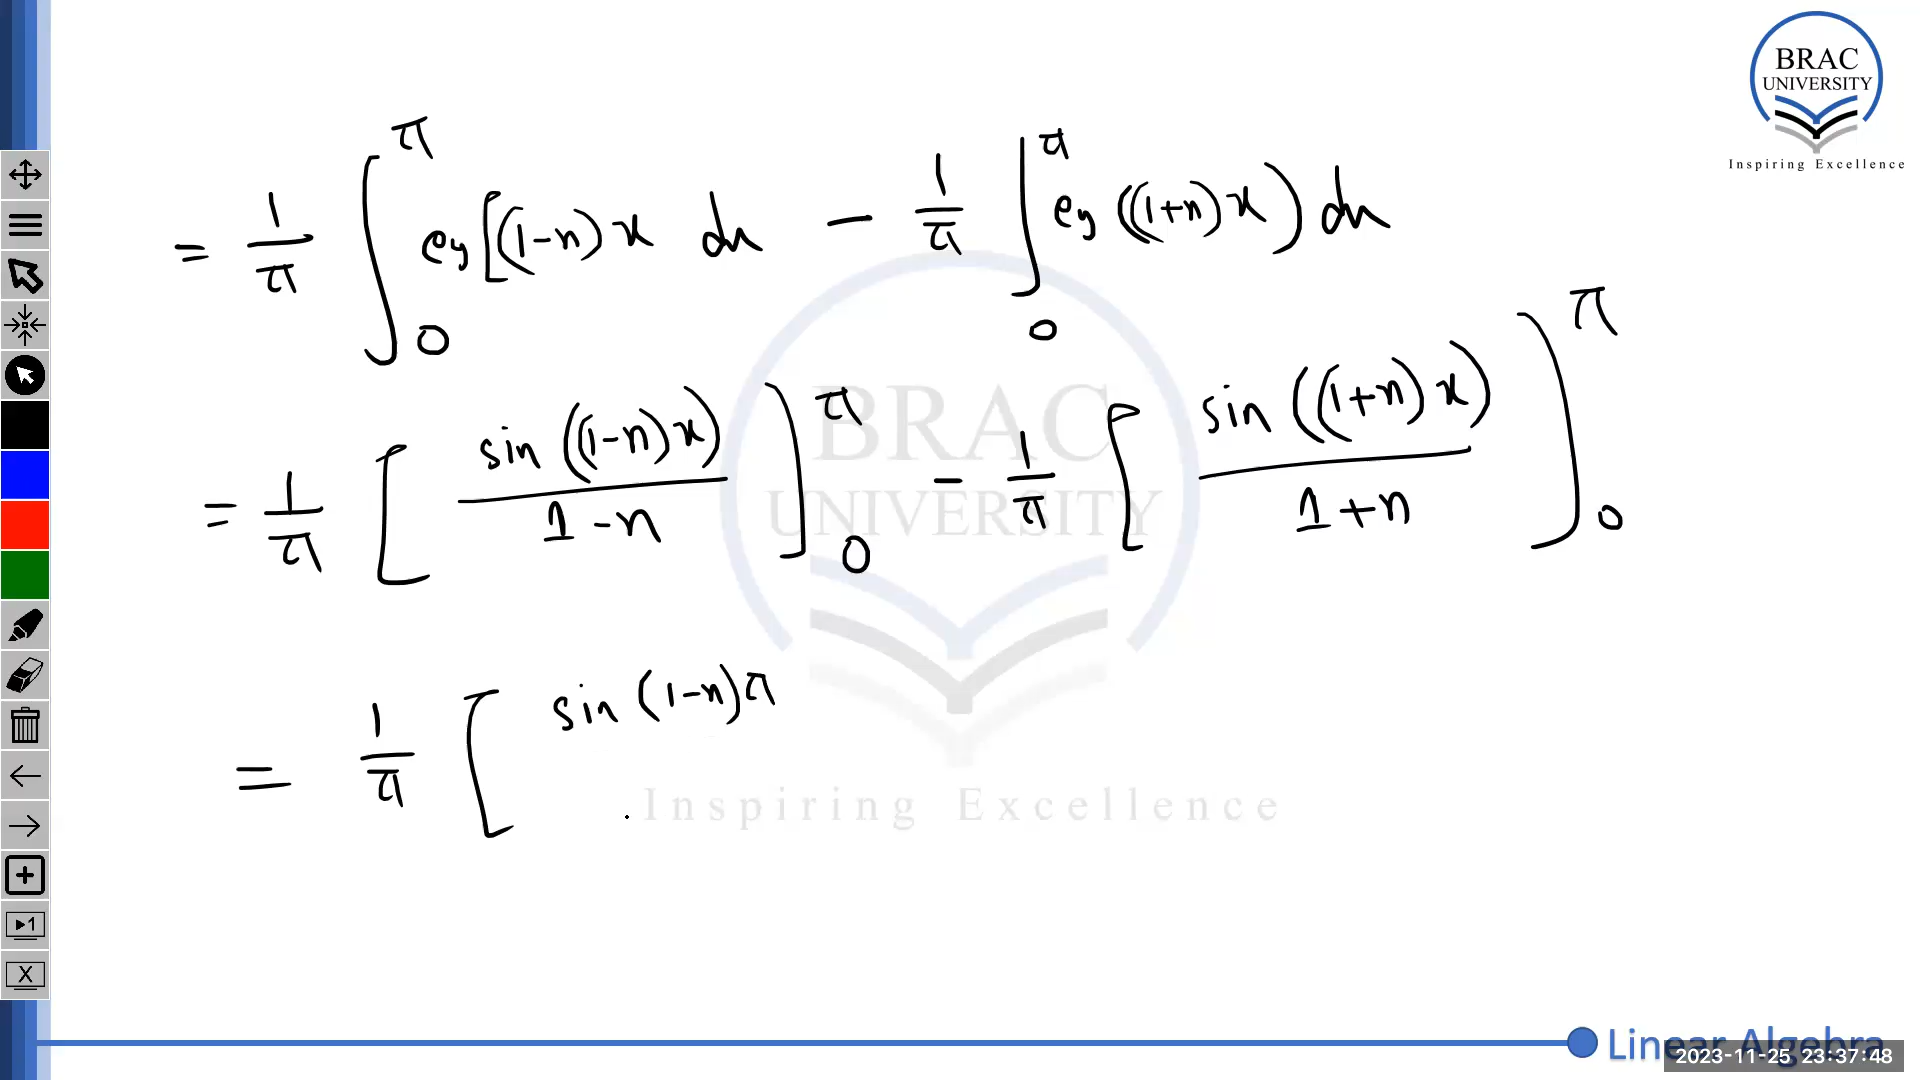 BRAC
UNIVERSITY
Inspiring Excellence
= 1/π ∫₀^π cos[(1-n)x dx - 1/π ∫₀^π cos((1+n)x) dx
= 1/π [ sin((1-n)x) / 1-n ]₀^π - 1/π [ sin((1+n)x) / 1+n ]₀^π
= 1/π [ sin(1-n)π
BRAC
UNIVERSITY
Inspiring Excellence
▶1
X
Linear Algebra
2023-11-25 23:37:48